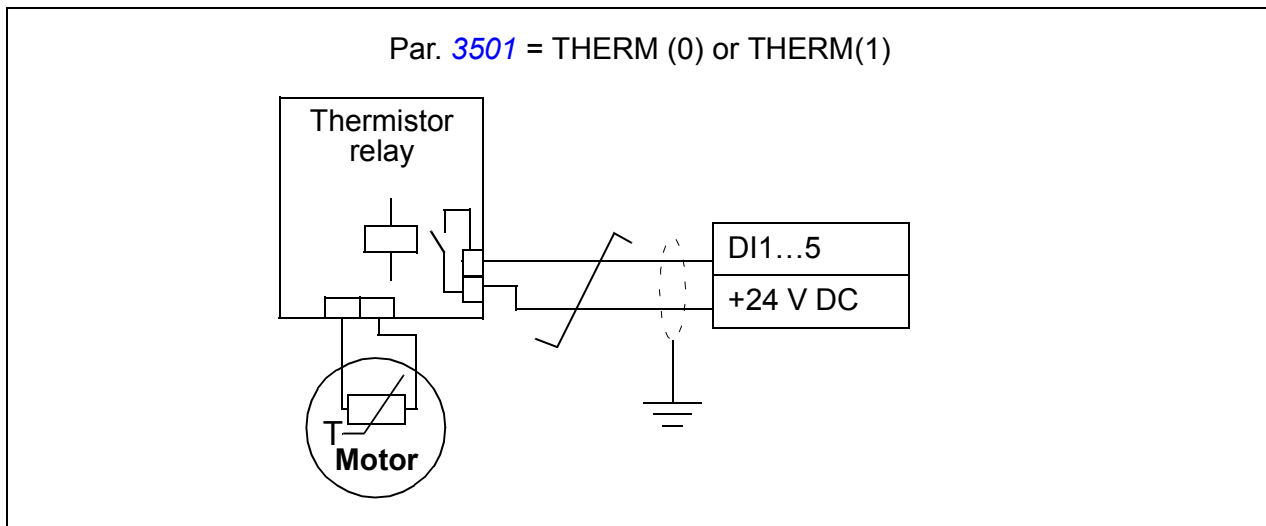 Par. 3501 = THERM (0) or THERM(1)
Thermistor
relay
DI1…5
+24 V DC
T
Motor